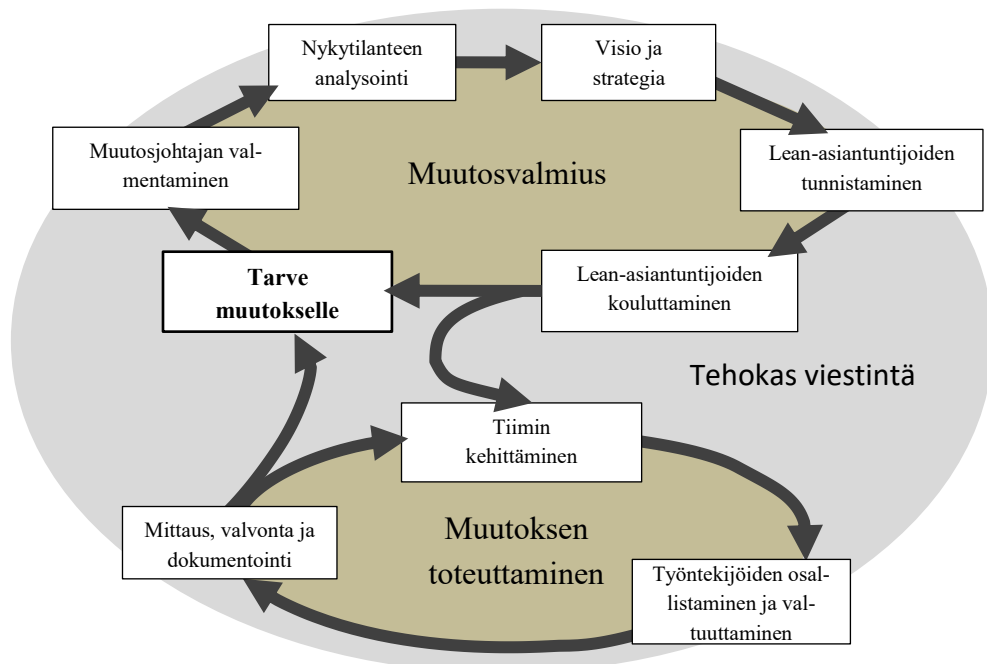 Nykytilanteen
analysointi
Visio ja
strategia
Muutosjohtajan val-
mentaminen
Muutosvalmius
Lean-asiantuntijoiden
tunnistaminen
Tarve
muutokselle
Lean-asiantuntijoiden
kouluttaminen
Tehokas viestintä
Tiimin
kehittäminen
Mittaus, valvonta ja
dokumentointi
Muutoksen
toteuttaminen
Työntekijöiden osal-
listaminen ja val-
tuuttaminen